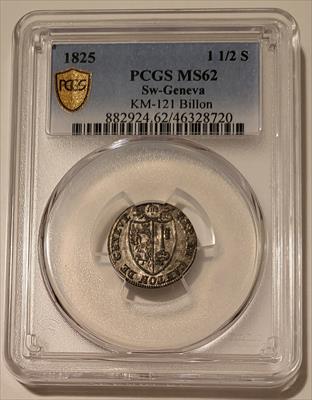 1825 1 1/2 S
PCGS PCGS MS62
Sw-Geneva
KM-121 Billon
882924.62/46328720